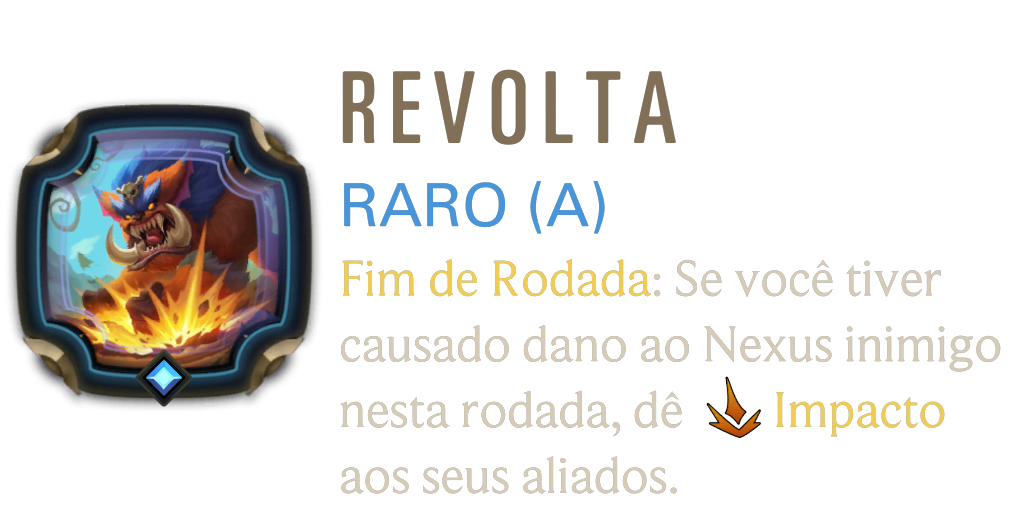 REVOLTA
RARO (A)
Fim de Rodada: Se você tiver
causado dano ao Nexus inimigo
nesta rodada, dê Impacto
aos seus aliados.